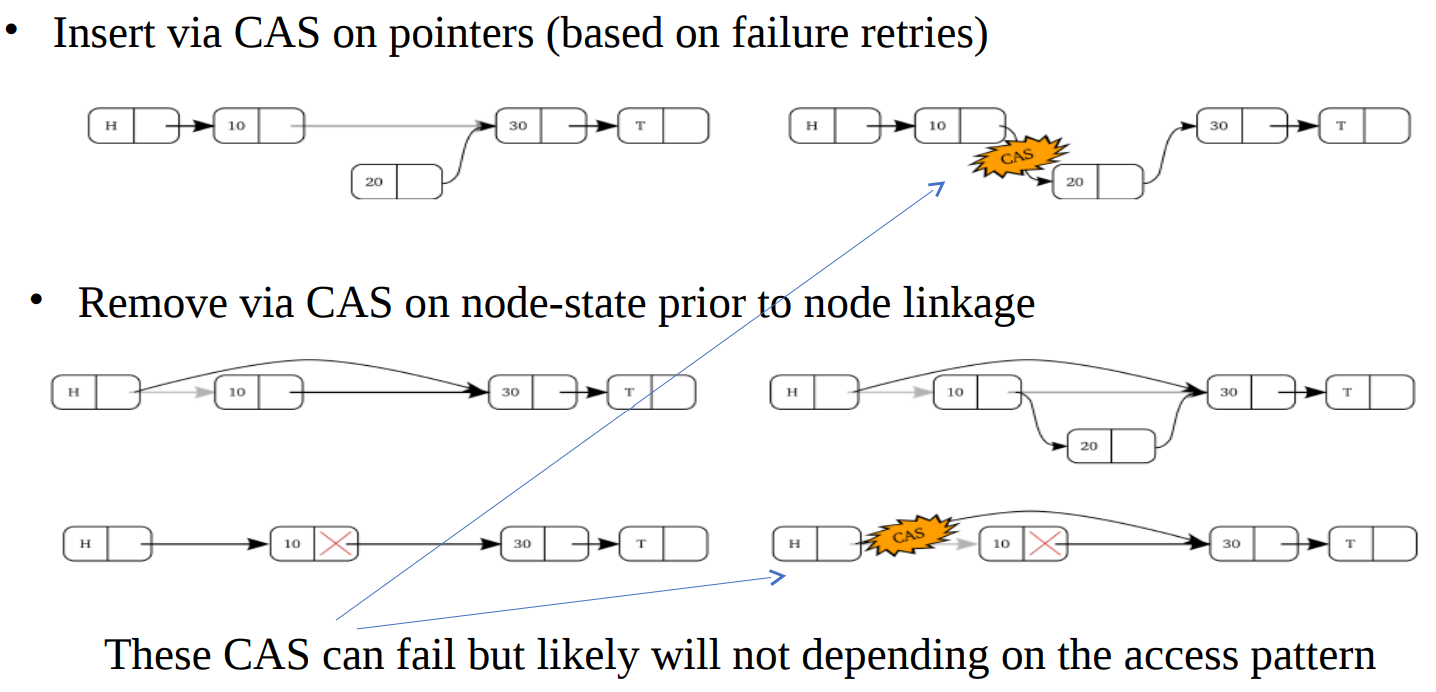 • Insert via CAS on pointers (based on failure retries)
H 10 30 T
20
H 10 30 T
CAS
20
• Remove via CAS on node-state prior to node linkage
H 10 30 T
H 10 30 T
20
H 10 30 T
H CAS 10 30 T
These CAS can fail but likely will not depending on the access pattern